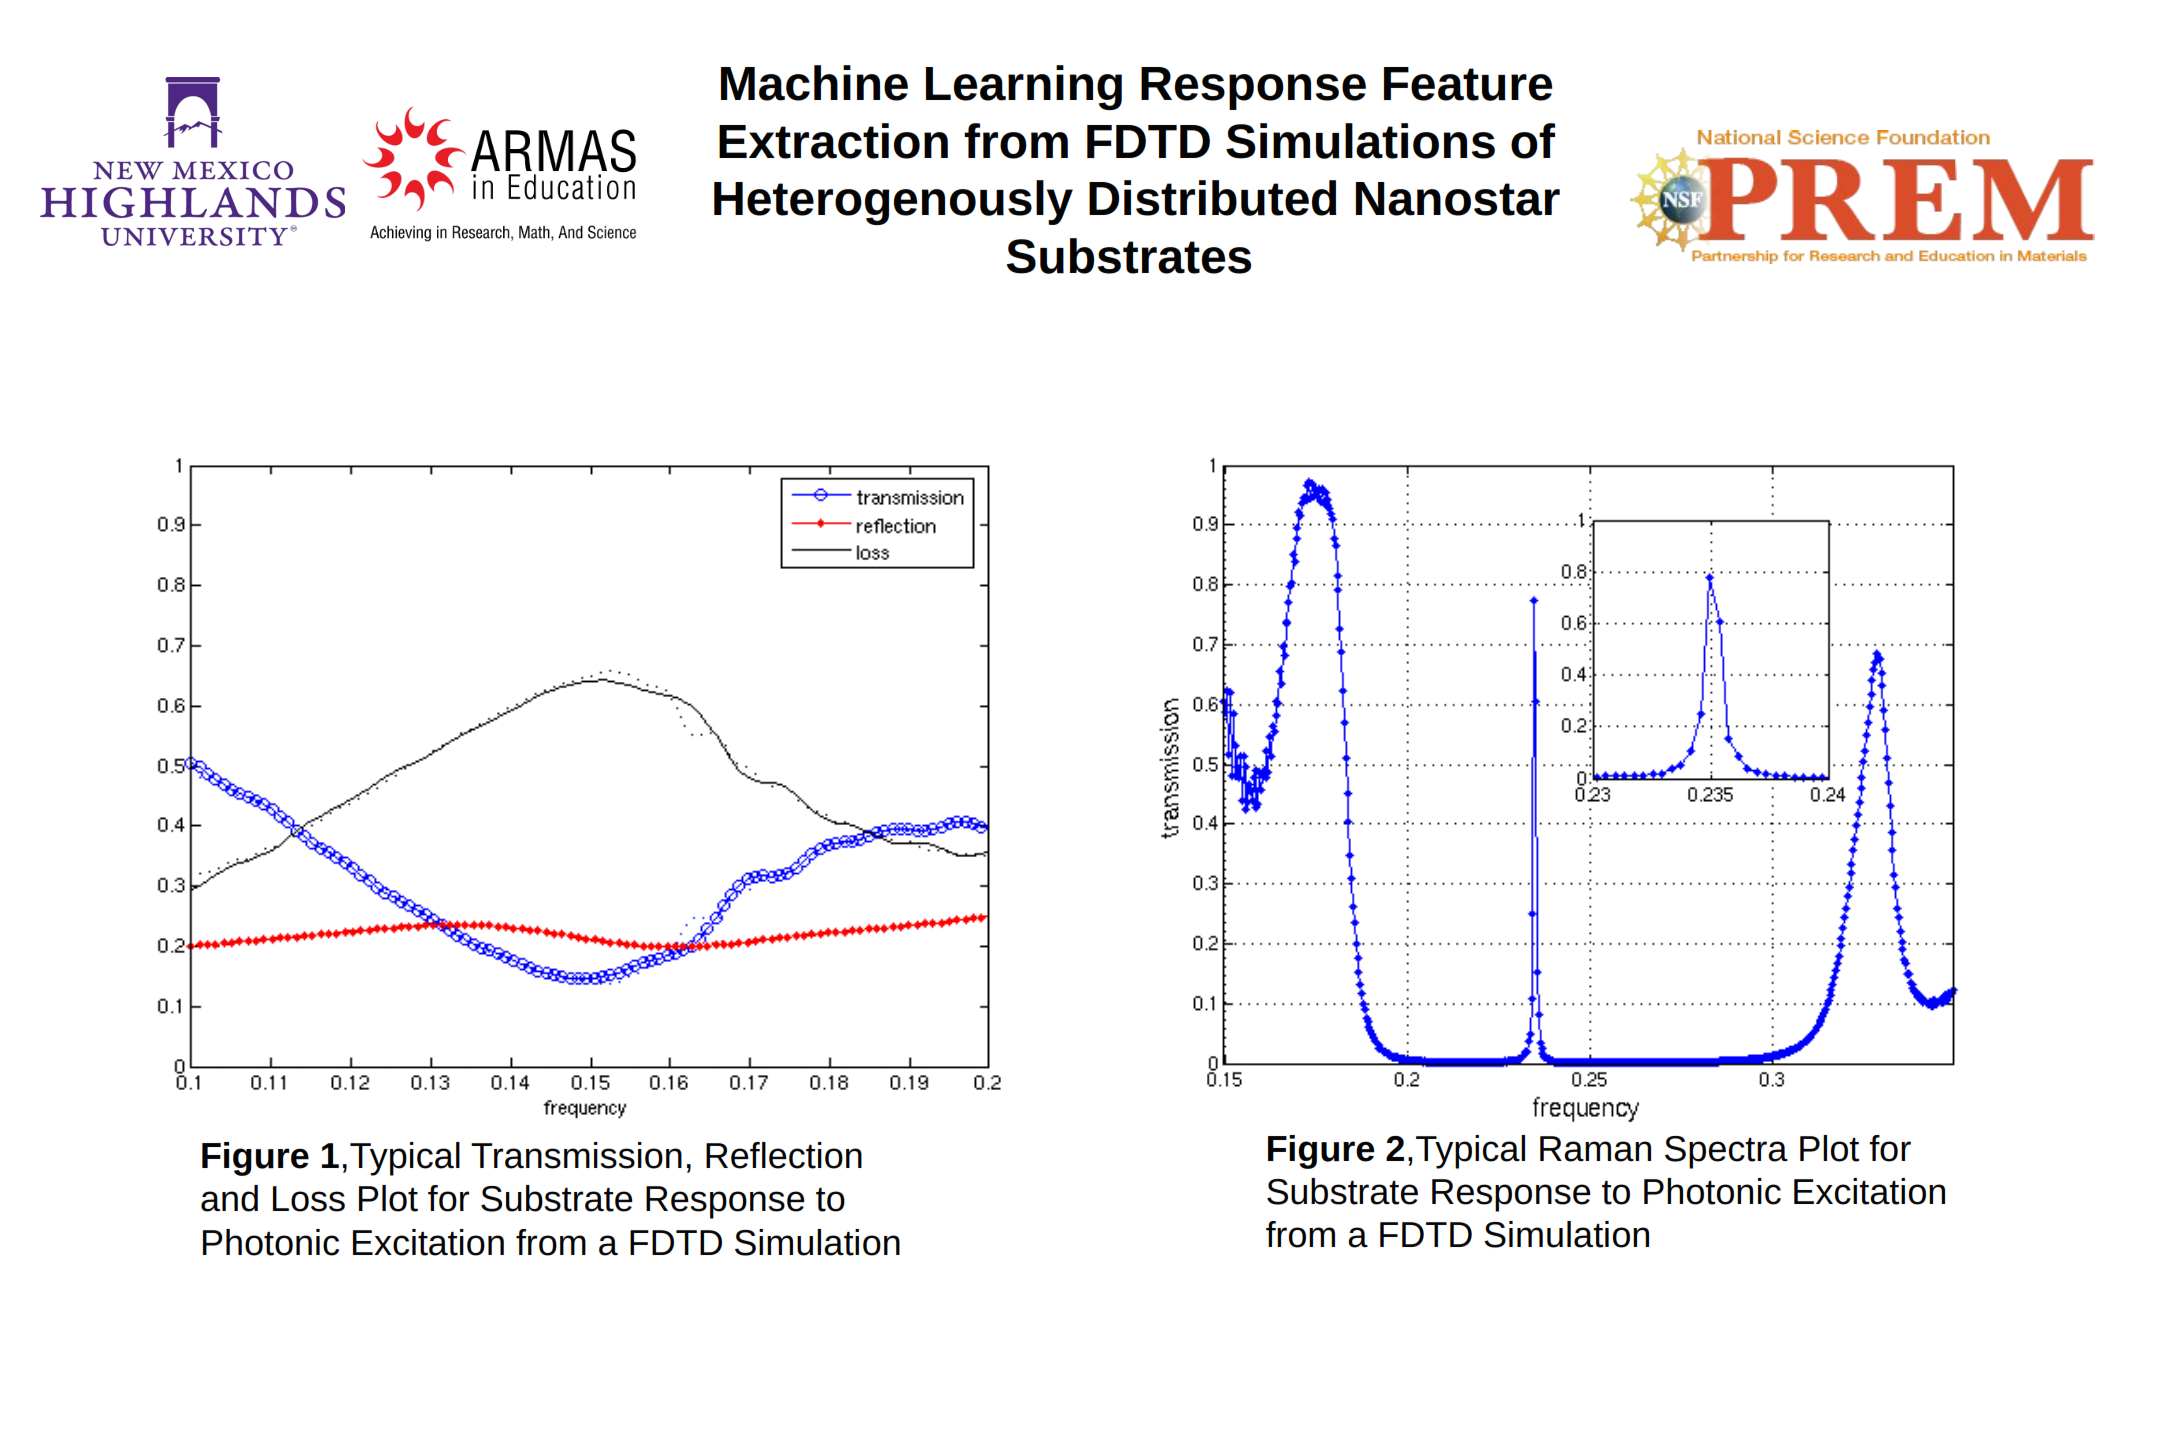 NEW MEXICO
HIGHLANDS
UNIVERSITY®
ARMAS
in Education
Achieving in Research, Math, And Science
Machine Learning Response Feature
Extraction from FDTD Simulations of
Heterogenously Distributed Nanostar
Substrates
National Science Foundation
NSF
PREM
Partnership for Research and Education in Materials
1
0.9
0.8
0.7
0.6
0.5
0.4
0.3
0.2
0.1
0
0.1 0.11 0.12 0.13 0.14 0.15 0.16 0.17 0.18 0.19 0.2
frequency
transmission
reflection
loss
Figure 1,Typical Transmission, Reflection
and Loss Plot for Substrate Response to
Photonic Excitation from a FDTD Simulation
transmission
1
0.9
0.8
0.7
0.6
0.5
0.4
0.3
0.2
0.1
0
0.15 0.2 0.25 0.3
frequency
1
0.8
0.6
0.4
0.2
0
0.23 0.235 0.24
Figure 2,Typical Raman Spectra Plot for
Substrate Response to Photonic Excitation
from a FDTD Simulation